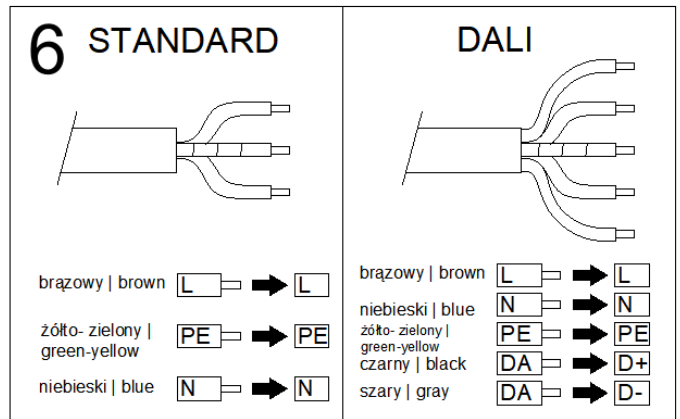 6 STANDARD
brązowy | brown L L
żółto- zielony |
green-yellow PE PE
niebieski | blue N N
DALI
brązowy | brown L L
niebieski | blue N N
żółto- zielony |
green-yellow PE PE
czarny | black DA D+
szary | gray DA D-